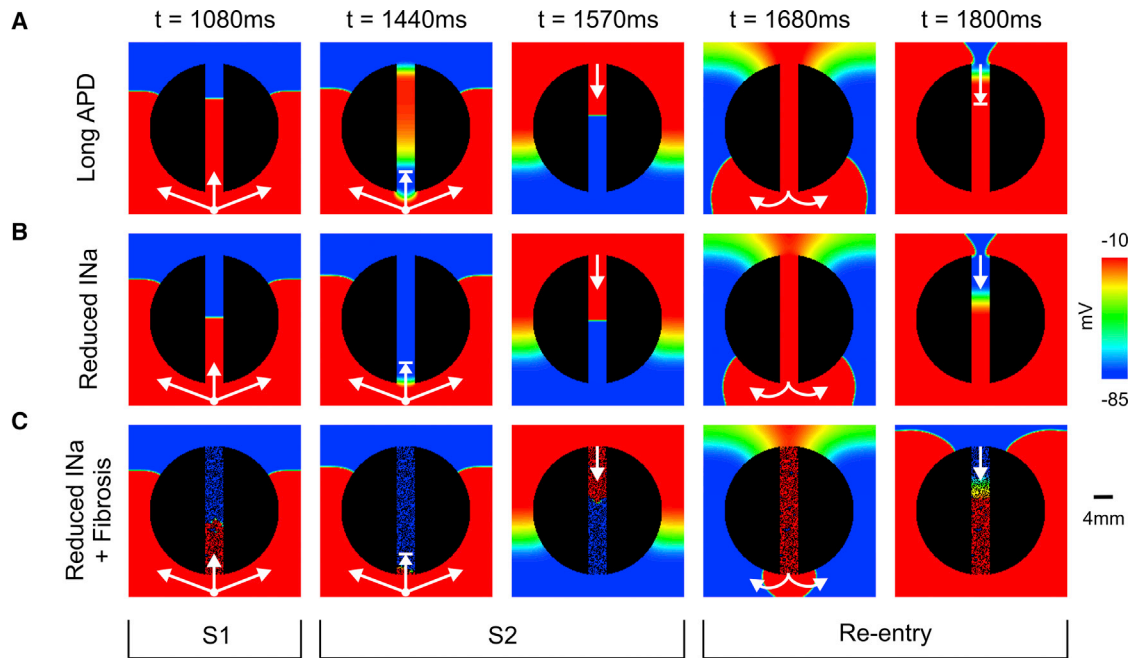 A t = 1080ms t = 1440ms t = 1570ms t = 1680ms t = 1800ms
Long APD
B
Reduced INa
-10
mV
-85
C
Reduced INa
+ Fibrosis
4mm
S1 S2 Re-entry